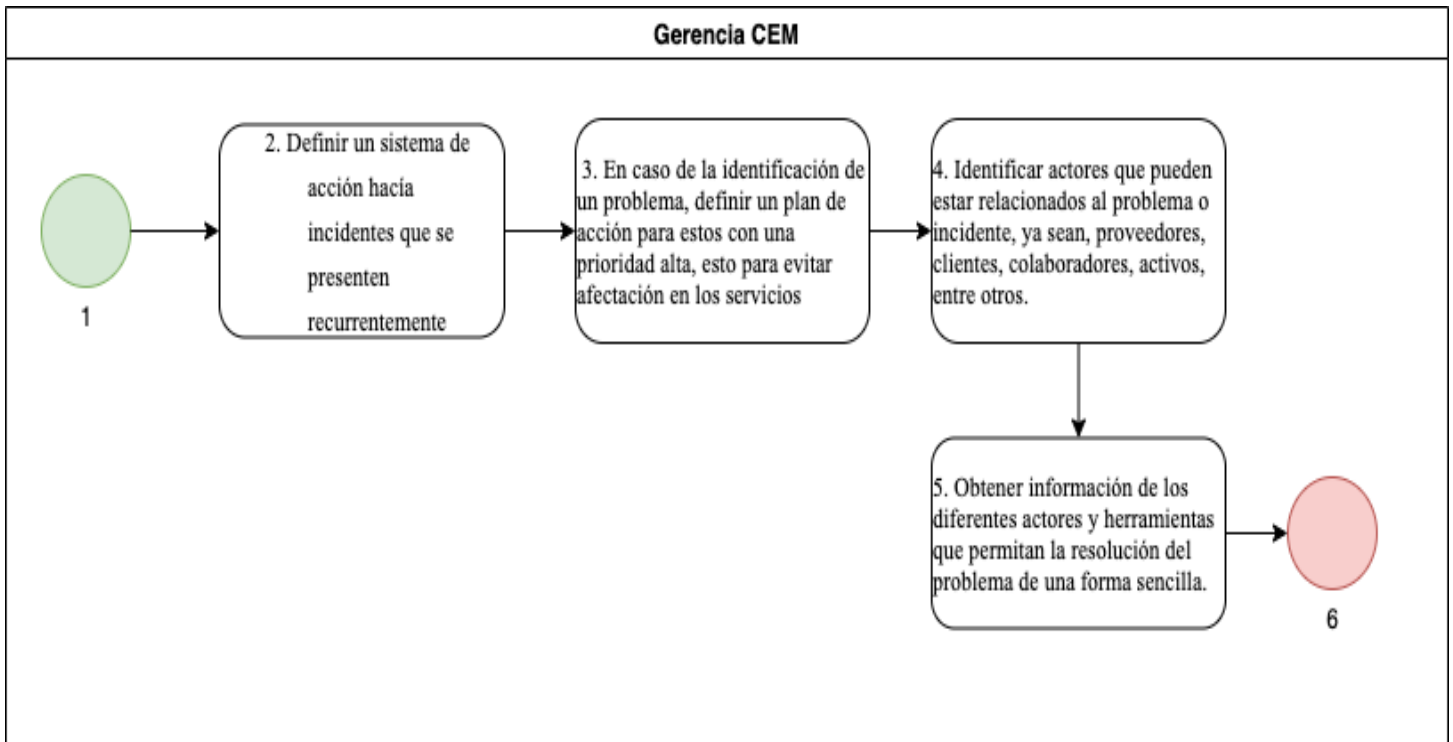 Gerencia CEM
1
2. Definir un sistema de
acción hacía
incidentes que se
presenten
recurrentemente
3. En caso de la identificación de
un problema, definir un plan de
acción para estos con una
prioridad alta, esto para evitar
afectación en los servicios
4. Identificar actores que pueden
estar relacionados al problema o
incidente, ya sean, proveedores,
clientes, colaboradores, activos,
entre otros.
5. Obtener información de los
diferentes actores y herramientas
que permitan la resolución del
problema de una forma sencilla.
6